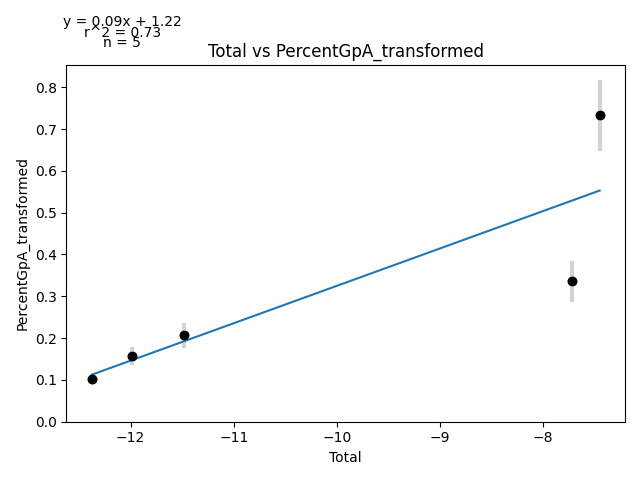 y = 0.09x + 1.22
r^2 = 0.73
n = 5
Total vs PercentGpA_transformed
PercentGpA_transformed
0.8
0.7
0.6
0.5
0.4
0.3
0.2
0.1
0.0
−12
−11
−10
−9
−8
Total